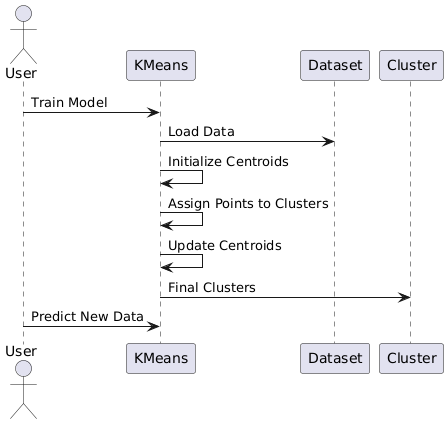 User
KMeans
Dataset
Cluster
Train Model
Load Data
Initialize Centroids
Assign Points to Clusters
Update Centroids
Final Clusters
Predict New Data
User
KMeans
Dataset
Cluster